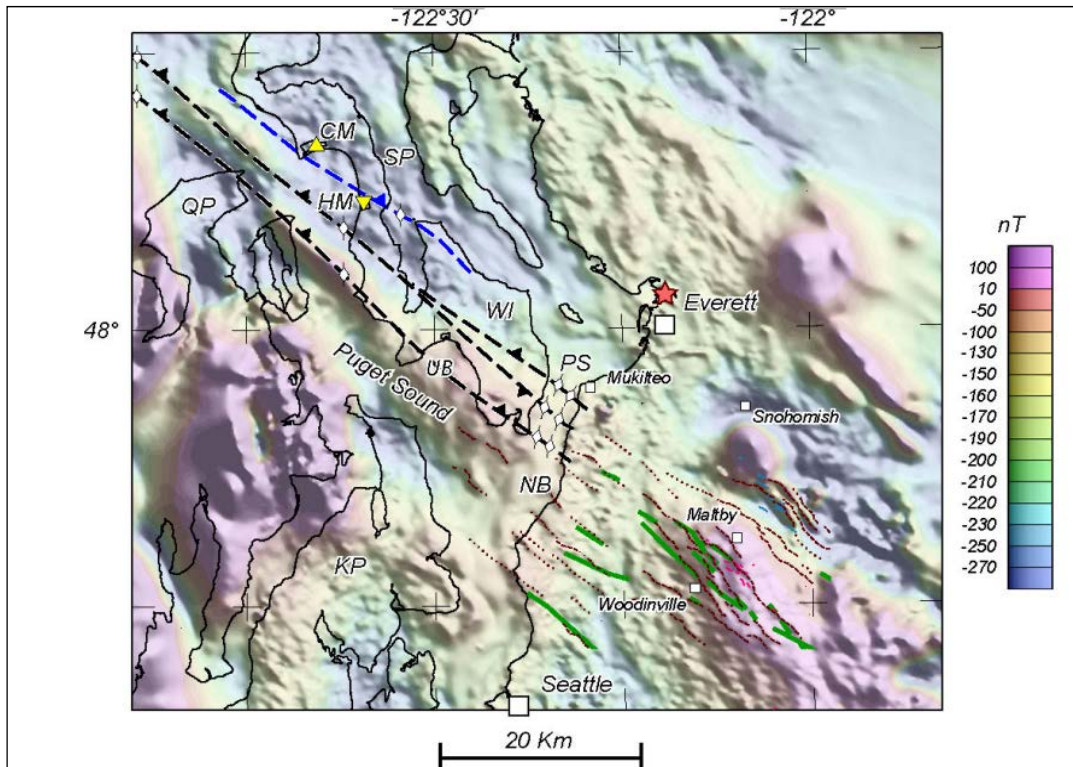 -122°30'
-122°
CM
SP
HM
QP
nT
100
10
-50
-100
-130
-150
-160
-170
-190
-200
-210
-220
-230
-250
-270
WI
Everett
48°
PS
UB
Mukilteo
Puget Sound
Snohomish
NB
Maltby
KP
Woodinville
Seattle
20 Km